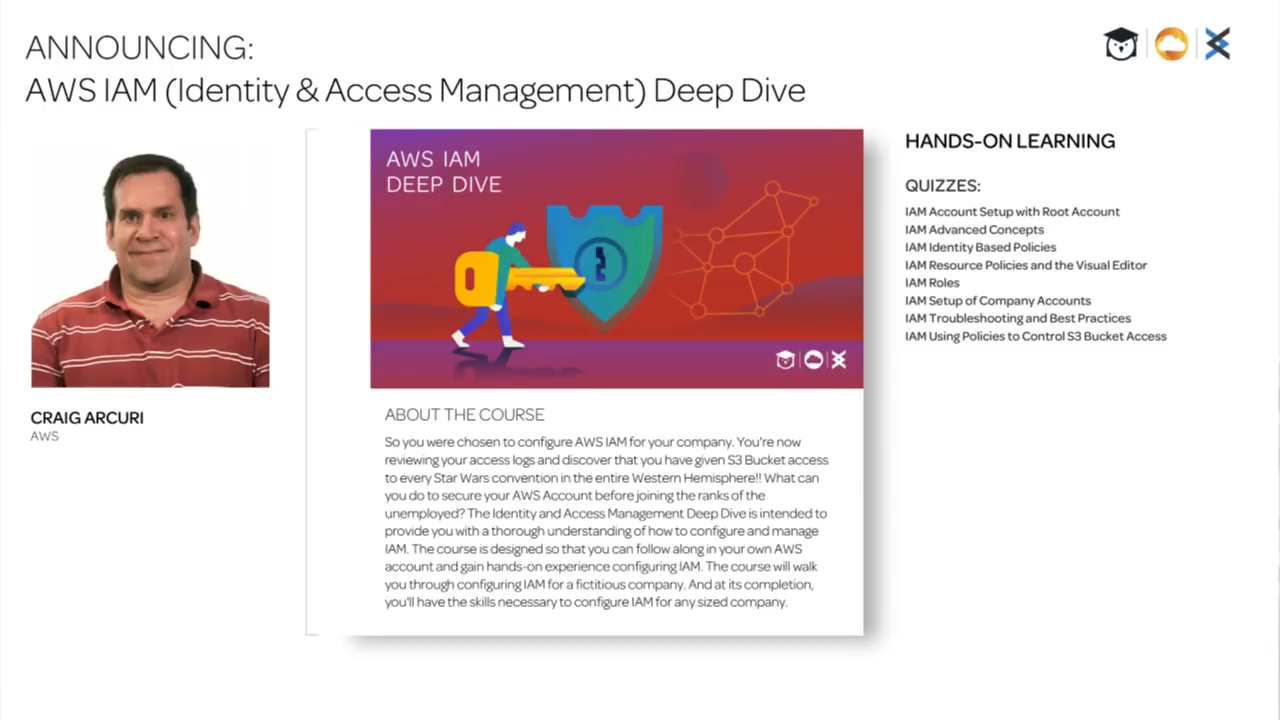 ANNOUNCING:
AWS IAM (Identity & Access Management) Deep Dive
CRAIG ARCURI
AWS
AWS IAM
DEEP DIVE
ABOUT THE COURSE
So you were chosen to configure AWS IAM for your company. You're now
reviewing your access logs and discover that you have given S3 Bucket access
to every Star Wars convention in the entire Western Hemisphere!! What can
you do to secure your AWS Account before joining the ranks of the
unemployed? The Identity and Access Management Deep Dive is intended to
provide you with a thorough understanding of how to configure and manage
IAM. The course is designed so that you can follow along in your own AWS
account and gain hands-on experience configuring IAM. The course will walk
you through configuring IAM for a fictitious company. And at its completion,
you'll have the skills necessary to configure IAM for any sized company.
HANDS-ON LEARNING
QUIZZES:
IAM Account Setup with Root Account
IAM Advanced Concepts
IAM Identity Based Policies
IAM Resource Policies and the Visual Editor
IAM Roles
IAM Setup of Company Accounts
IAM Troubleshooting and Best Practices
IAM Using Policies to Control S3 Bucket Access